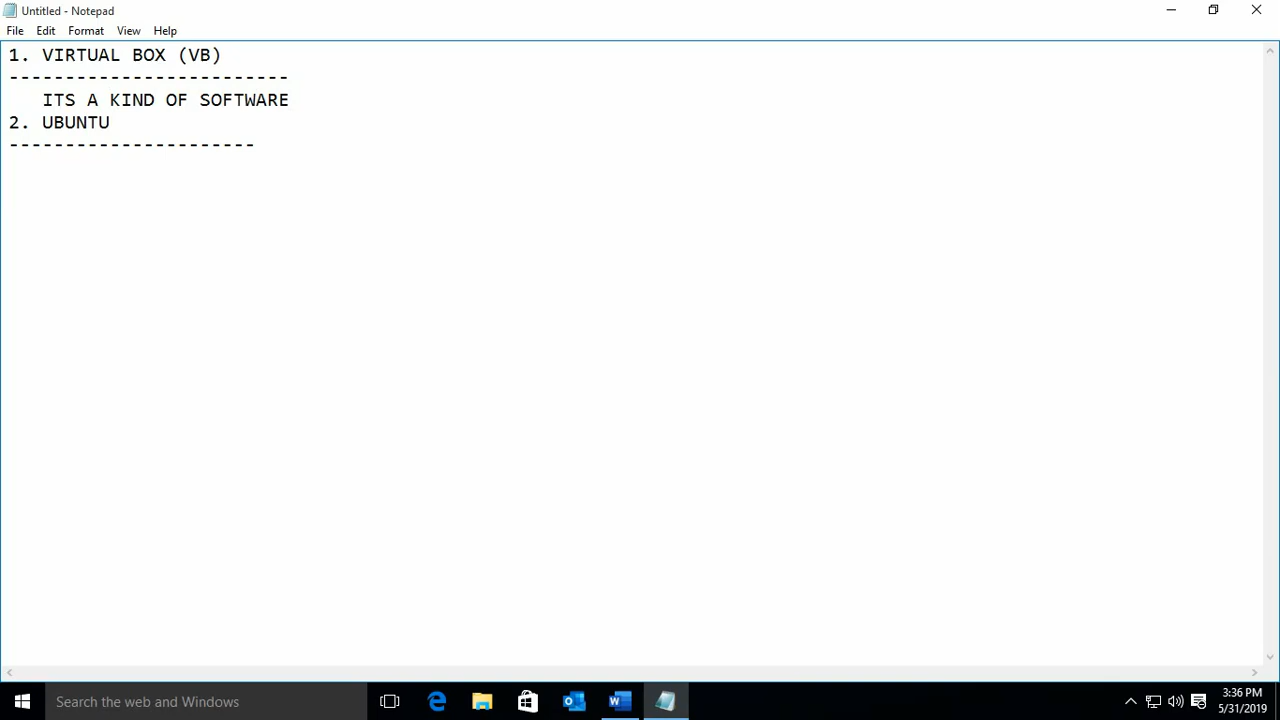 Untitled - Notepad
File Edit Format View Help
1. VIRTUAL BOX (VB)
-------------------------
   ITS A KIND OF SOFTWARE
2. UBUNTU
----------------------
Search the web and Windows
3:36 PM
5/31/2019